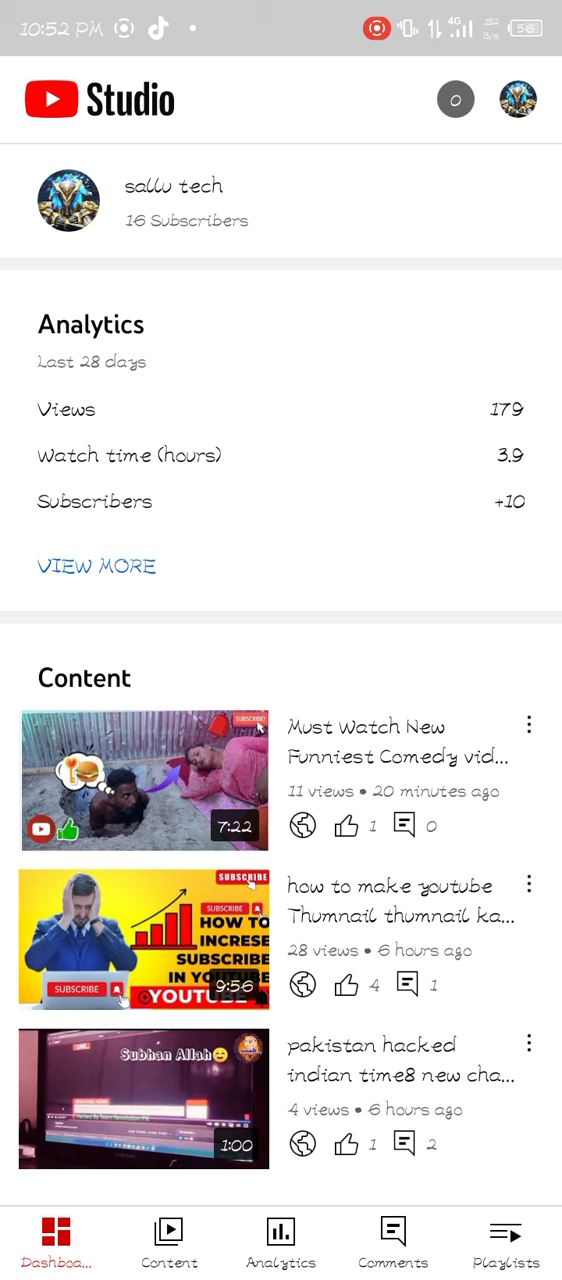 10:52 PM
4G
252
B/s
56
Studio
0
sallu tech
16 Subscribers
Analytics
Last 28 days
Views 179
Watch time (hours) 3.9
Subscribers +10
VIEW MORE
Content
SUBSCRIBE
7:22
Must Watch New
Funniest Comedy vid...
11 views • 20 minutes ago
1 0
SUBSCRIBE
SUBSCRIBE
HOW TO
INCRESE
SUBSCRIBE
IN YOUTUBE
SUBSCRIBE
YOUTUBE
9:56
how to make youtube
Thumnail thumnail ka...
28 views • 6 hours ago
4 1
Subhan Allah
1:00
pakistan hacked
indian time8 new cha...
4 views • 6 hours ago
1 2
Dashboa...
Content
Analytics
Comments
Playlists